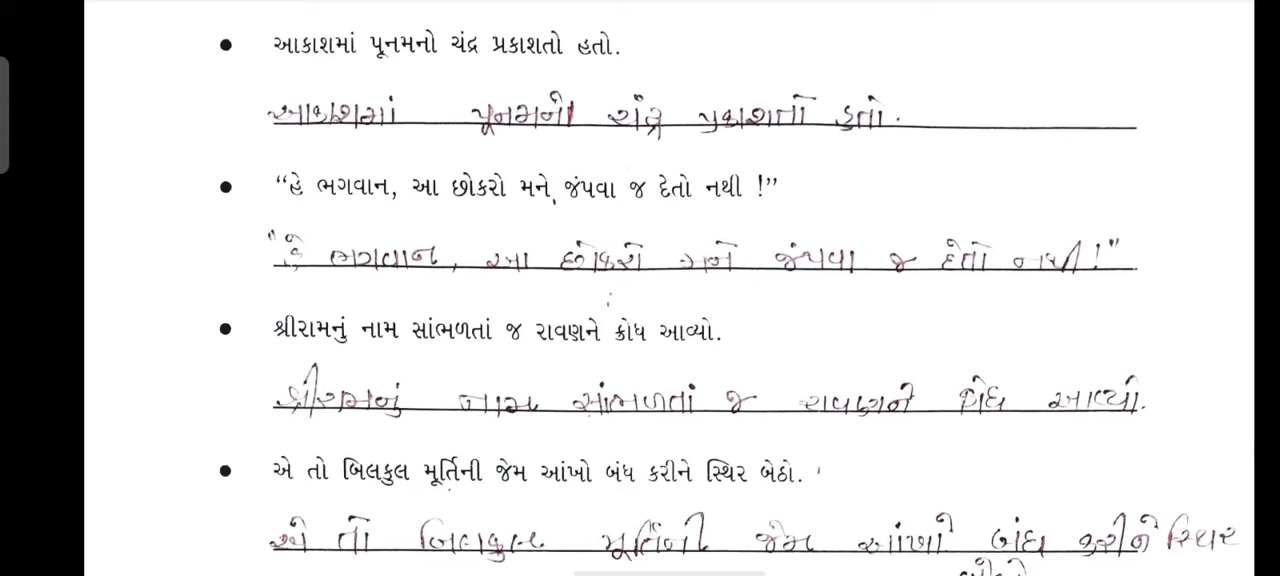 • આકાશમાં પૂનમનો ચંદ્ર પ્રકાશતો હતો.
આકાશમાં પૂનમનો ચંદ્ર પ્રકાશતો હતો.
• “હે ભગવાન, આ છોકરો મને જંપવા જ દેતો નથી !”
"હે ભગવાન, આ છોકરો મને જંપવા જ દેતો નથી!"
• શ્રીરામનું નામ સાંભળતાં જ રાવણને ક્રોધ આવ્યો.
શ્રીરામનું નામ સાંભળતાં જ રાવણને ક્રોધ આવ્યો.
• એ તો બિલકુલ મૂર્તિની જેમ આંખો બંધ કરીને સ્થિર બેઠો.
એ તો બિલકુલ મૂર્તિની જેમ આંખો બંધ કરીને સ્થિર